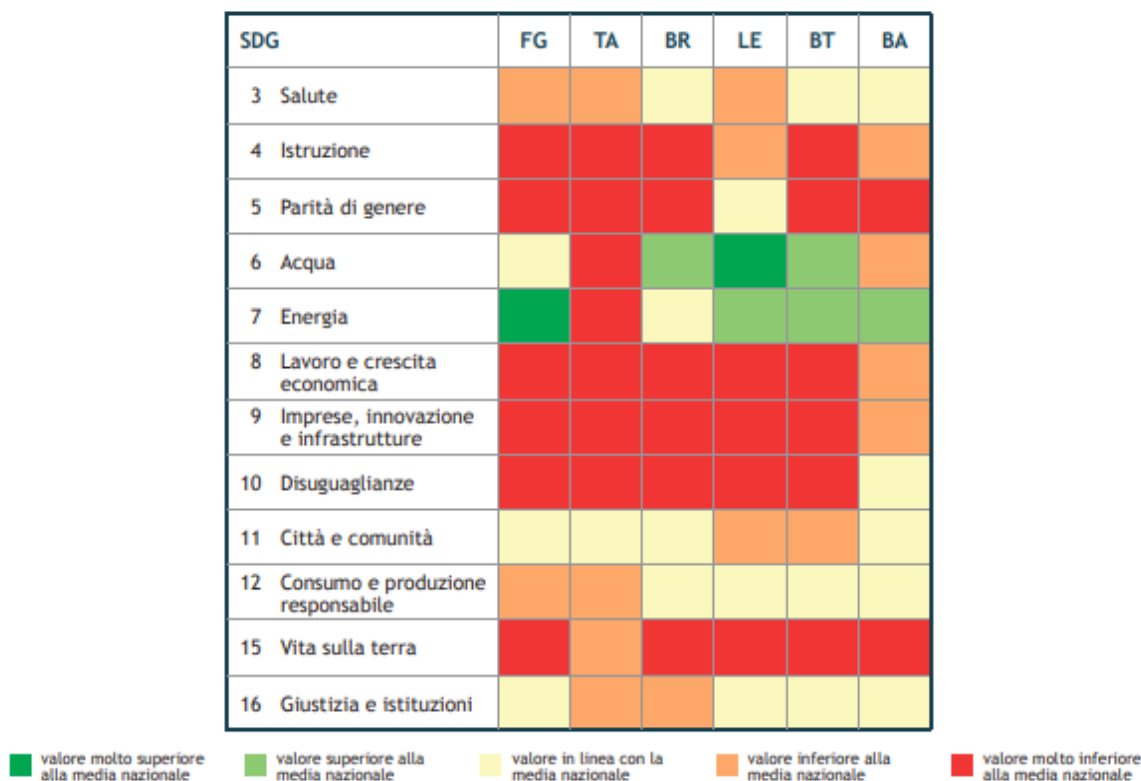 SDG FG TA BR LE BT BA
3 Salute
4 Istruzione
5 Parità di genere
6 Acqua
7 Energia
8 Lavoro e crescita
economica
9 Imprese, innovazione
e infrastrutture
10 Disuguaglianze
11 Città e comunità
12 Consumo e produzione
responsabile
15 Vita sulla terra
16 Giustizia e istituzioni
valore molto superiore
alla media nazionale
valore superiore alla
media nazionale
valore in linea con la
media nazionale
valore inferiore alla
media nazionale
valore molto inferiore
alla media nazionale